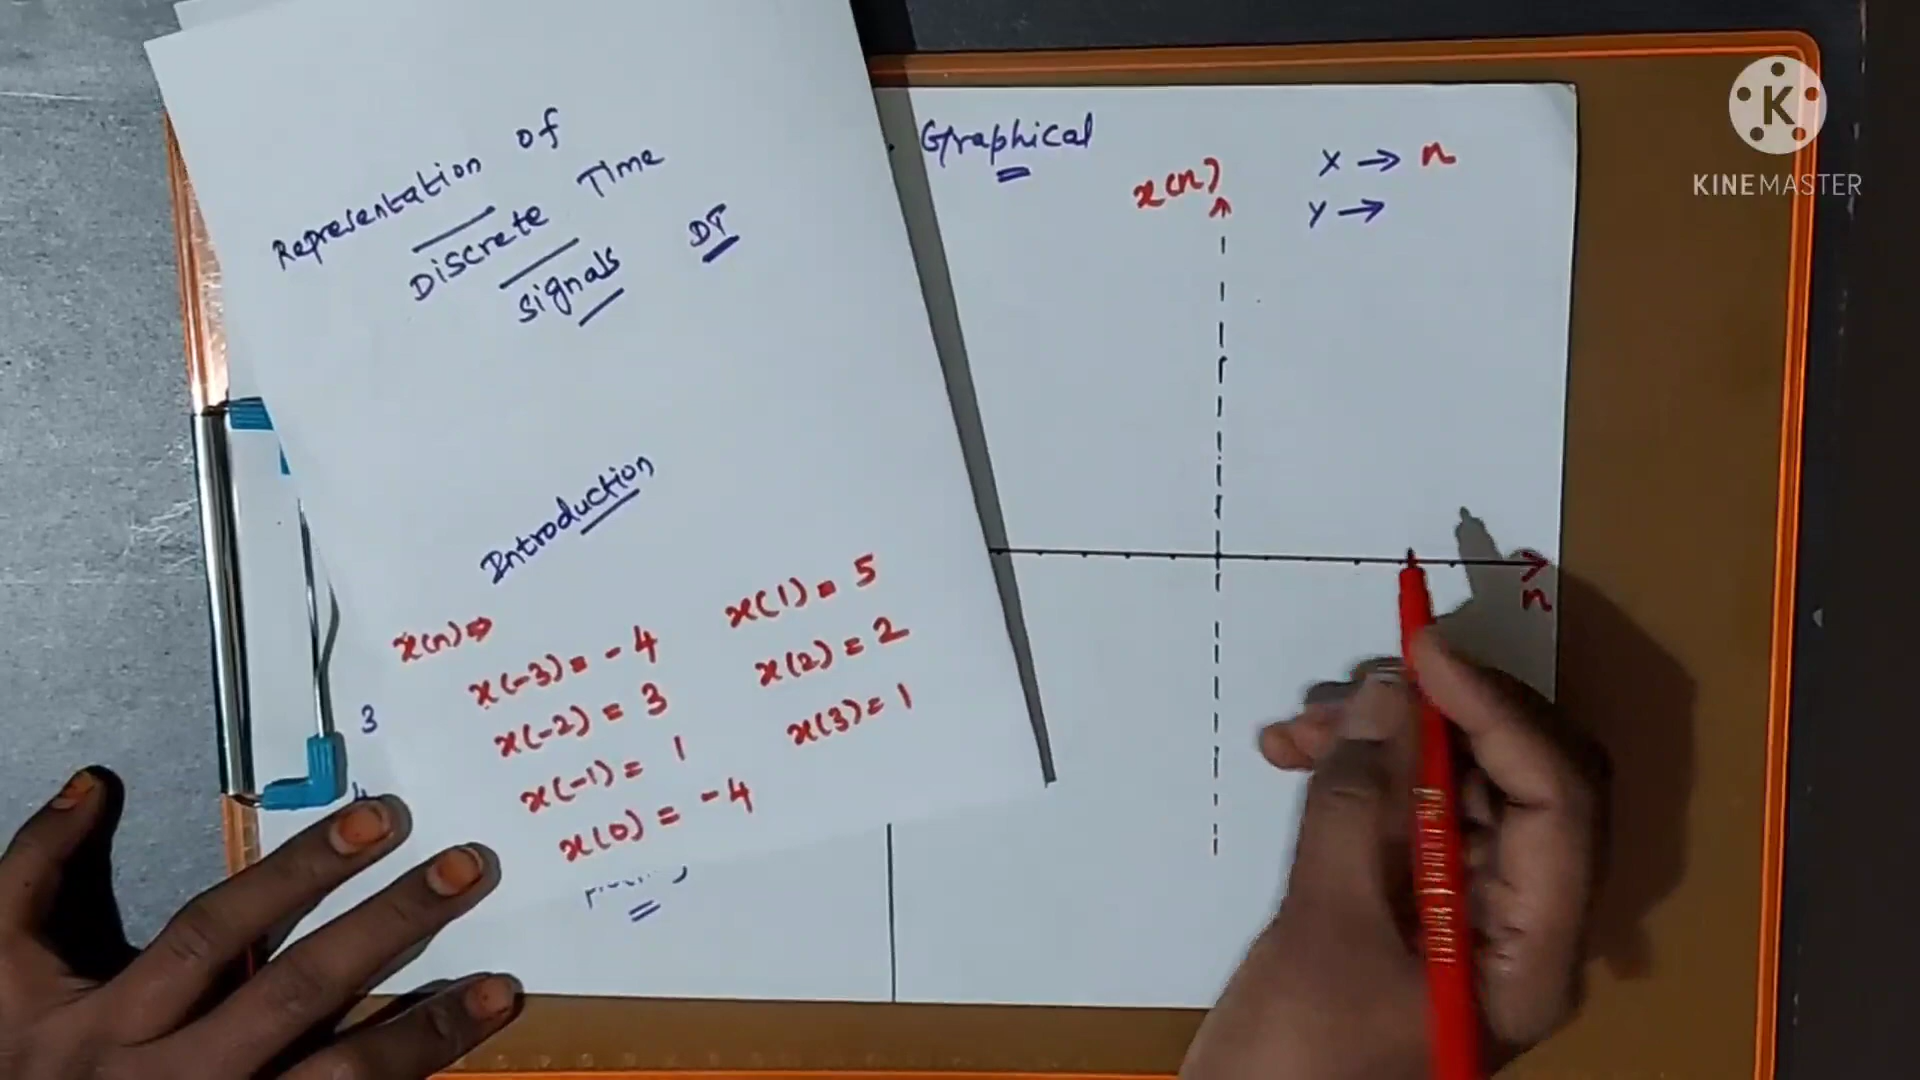 Representation of
Discrete Time
signals DT
Introduction
x(n)⇒
x(-3) = -4
x(-2) = 3
x(-1) = 1
x(0) = -4
x(1) = 5
x(2) = 2
x(3) = 1
3
Graphical
x(n)
X → n
Y →
n
KINEMASTER